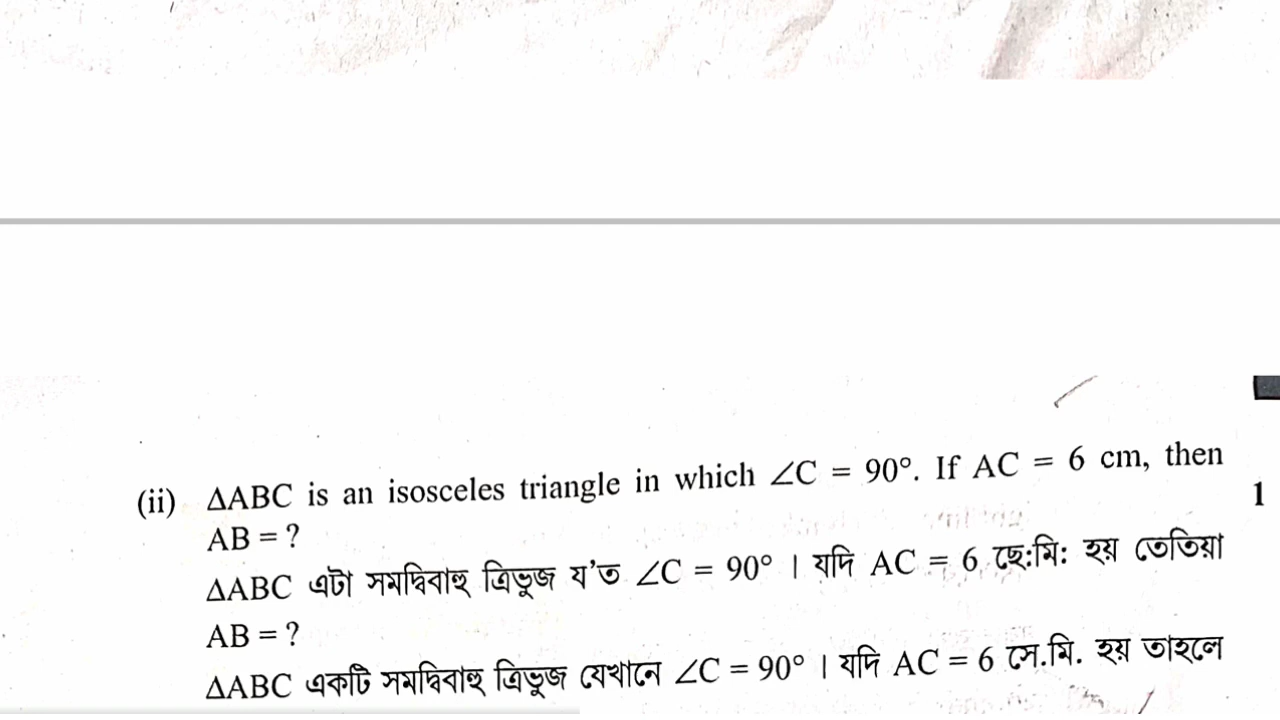 (ii) ΔABC is an isosceles triangle in which ∠C = 90°. If AC = 6 cm, then
1
AB = ?
ΔABC এটা সমদ্বিবাহু ত্ৰিভুজ য'ত ∠C = 90° । যদি AC = 6 ছে:মি: হয় তেতিয়া
AB = ?
ΔABC একটি সমদ্বিবাহু ত্রিভুজ যেখানে ∠C = 90° । যদি AC = 6 সে.মি. হয় তাহলে